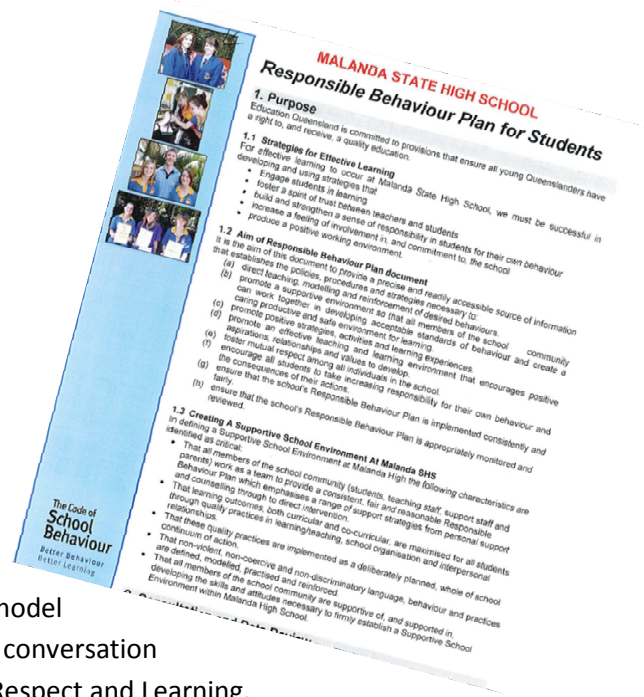 MALANDA STATE HIGH SCHOOL
Responsible Behaviour Plan for Students
1. Purpose
Education Queensland is committed to provisions that ensure all young Queenslanders have
a right to, and receive, a quality education.
1.1 Strategies for Effective Learning
For effective learning to occur at Malanda State High School, we must be successful in
developing and using strategies that
• Engage students in learning
• foster a spirit of trust between teachers and students
• build and strengthen a sense of responsibility in students for their own behaviour
• increase a feeling of involvement in, and commitment to, the school
• produce a positive working environment.
1.2 Aim of Responsible Behaviour Plan document
It is the aim of this document to provide a precise and readily accessible source of information
that establishes the policies, procedures and strategies necessary to:
(a) direct teaching, modelling and reinforcement of desired behaviours.
(b) promote a supportive environment so that all members of the school community
can work together in developing acceptable standards of behaviour and create a
caring productive and safe environment for learning.
(c) promote positive strategies activities and learning experiences.
(d) promote an effective teaching and learning environment that encourages positive
aspirations, relationships and values to develop.
(e) foster mutual respect among all individuals in the school.
(f) encourage all students to take increasing responsibility for their own behaviour and
the consequences of their actions.
(g) ensure that the school's Responsible Behaviour Plan is implemented consistently and
fairly.
(h) ensure that the school's Responsible Behaviour Plan is appropriately monitored and
reviewed.
1.3 Creating A Supportive School Environment At Malanda SHS
In defining a Supportive School Environment At Malanda High the following characteristics are
identified as critical:
• That all members of the school community (students, teaching staff, support staff and
parents) work as a team to provide a consistent, fair and reasonable Responsible
Behaviour Plan which emphasises a range of support strategies from personal support
and counselling through to direct intervention.
• That learning outcomes, both curricular and co-curricular, are maximised for all students
through quality practices in learning/teaching, school organisation and interpersonal
relationships.
• That these quality practices are implemented as a deliberately planned, whole of school
continuum of action.
• That non-violent, non-coercive and non-discriminatory language, behaviour and practices
are defined, modelled, practised and reinforced.
• That all members of the school community are supportive of, and supported in,
developing the skills and attitudes necessary to firmly establish a Supportive School
Environment within Malanda High School.
The Code of
School
Behaviour
Better Behaviour
Better Learning
model
conversation
Respect and Learning.